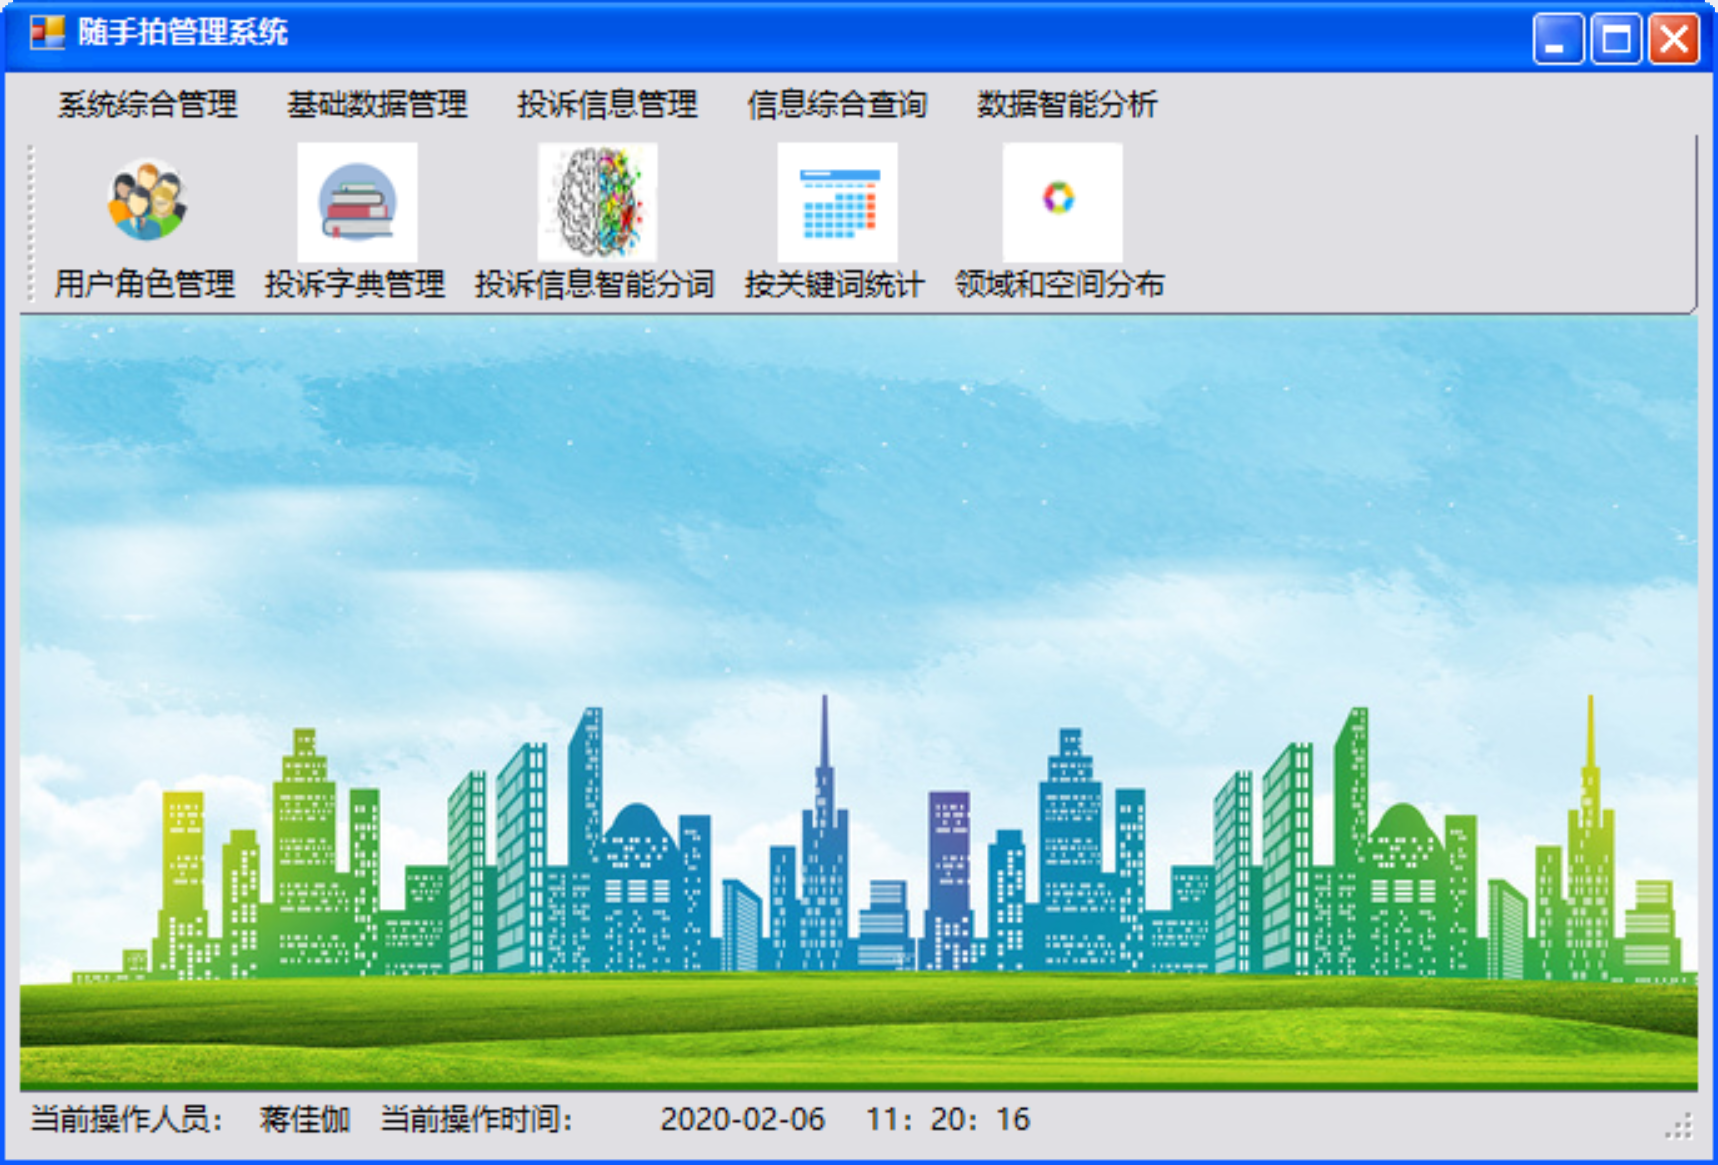 随手拍管理系统
系统综合管理 基础数据管理 投诉信息管理 信息综合查询 数据智能分析
用户角色管理 投诉字典管理 投诉信息智能分词 按关键词统计 领域和空间分布
当前操作人员： 蒋佳伽 当前操作时间： 2020-02-06 11：20：16